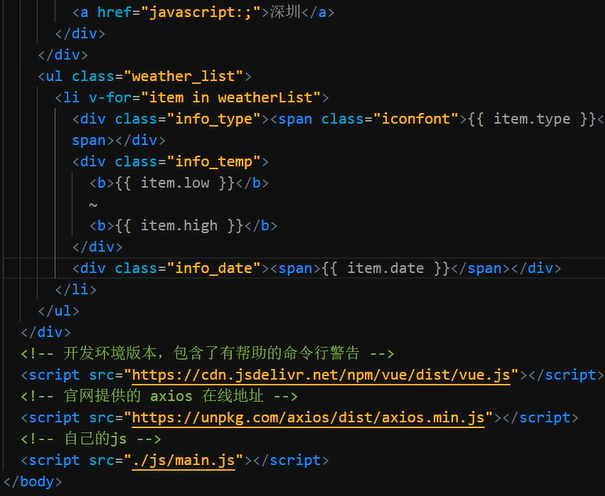 <a href="javascript:;">深圳</a>
</div>
</div>
<ul class="weather_list">
<li v-for="item in weatherList">
<div class="info_type"><span class="iconfont">{{ item.type }}<
span></div>
<div class="info_temp">
<b>{{ item.low }}</b>
~
<b>{{ item.high }}</b>
</div>
<div class="info_date"><span>{{ item.date }}</span></div>
</li>
</ul>
</div>
<!-- 开发环境版本，包含了有帮助的命令行警告 -->
<script src="https://cdn.jsdelivr.net/npm/vue/dist/vue.js"></script>
<!-- 官网提供的 axios 在线地址 -->
<script src="https://unpkg.com/axios/dist/axios.min.js"></script>
<!-- 自己的js -->
<script src="./js/main.js"></script>
</body>